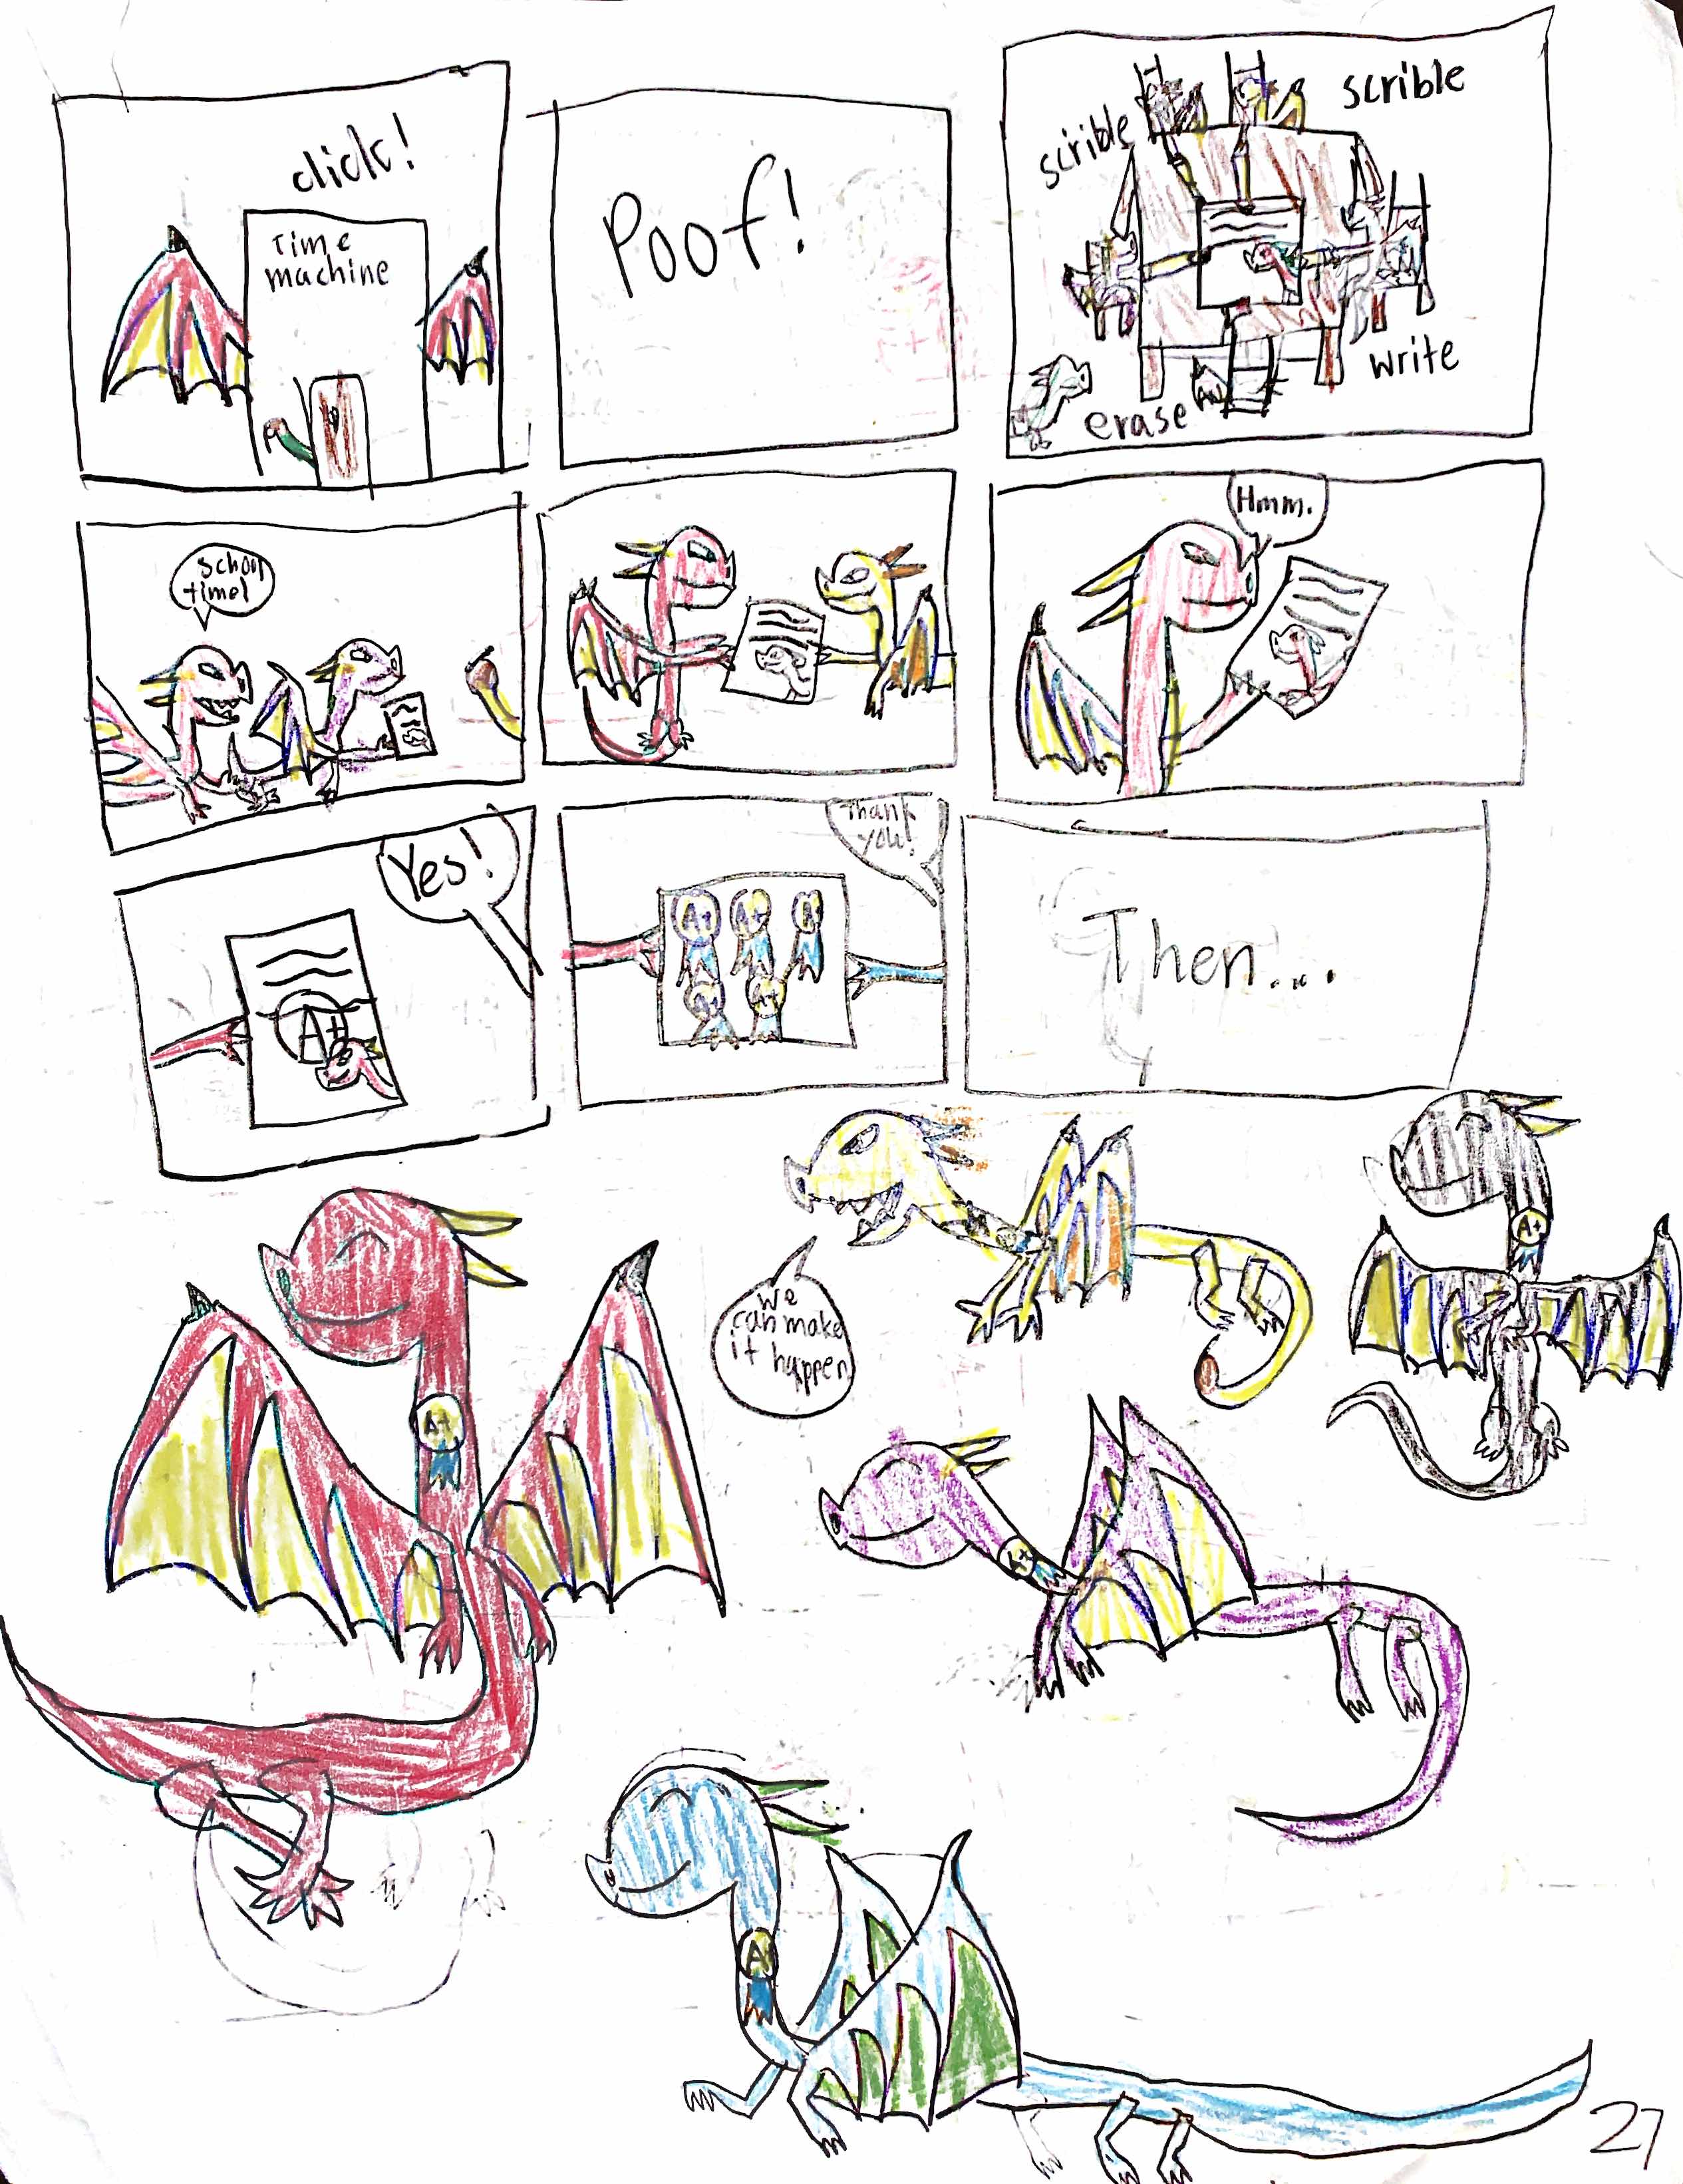 click!
Time
machine
Poof!
scrible
scrible
write
erase
School
time!
Hmm.
Yes!
A+
Thank
you!
A+
A+
A+
A+
A+
Then...
we
can make
it happen
A+
A+
A+
A+
27